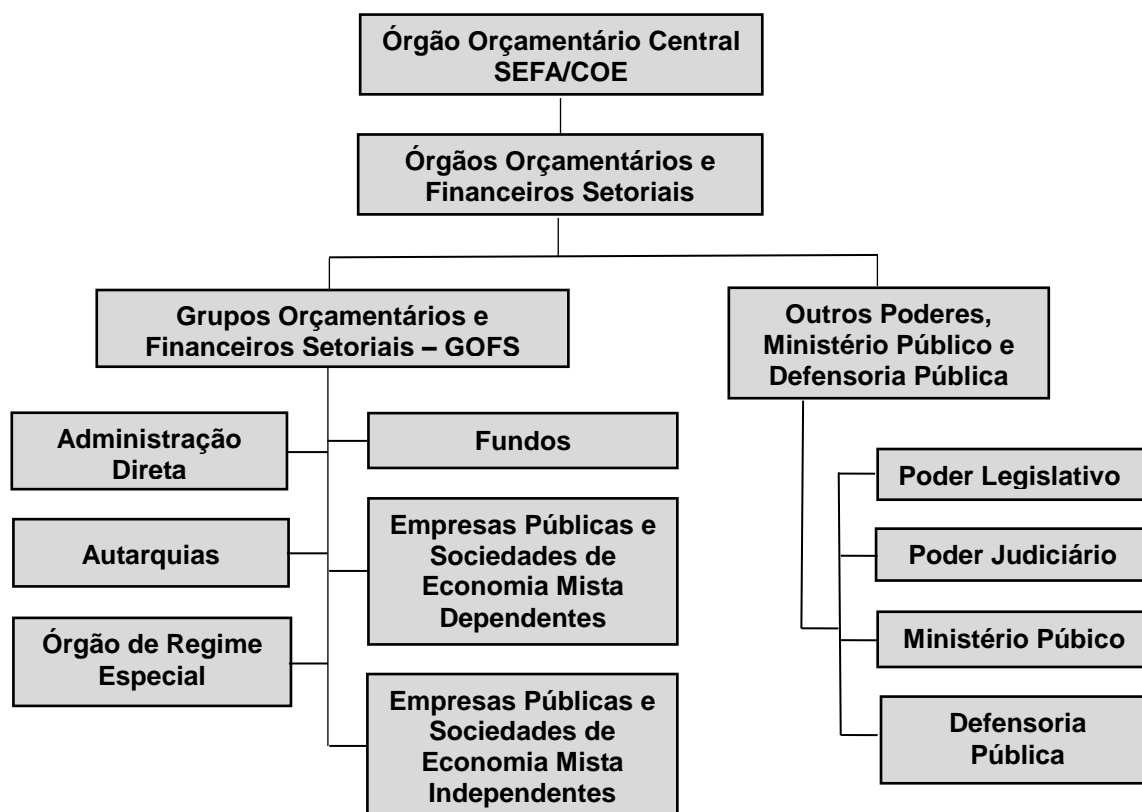 Órgão Orçamentário Central
SEFA/COE
Órgãos Orçamentários e
Financeiros Setoriais
Grupos Orçamentários e
Financeiros Setoriais – GOFS
Outros Poderes,
Ministério Público e
Defensoria Pública
Administração
Direta
Fundos
Autarquias
Empresas Públicas e
Sociedades de
Economia Mista
Dependentes
Órgão de Regime
Especial
Empresas Públicas e
Sociedades de
Economia Mista
Independentes
Poder Legislativo
Poder Judiciário
Ministério Púbico
Defensoria
Pública